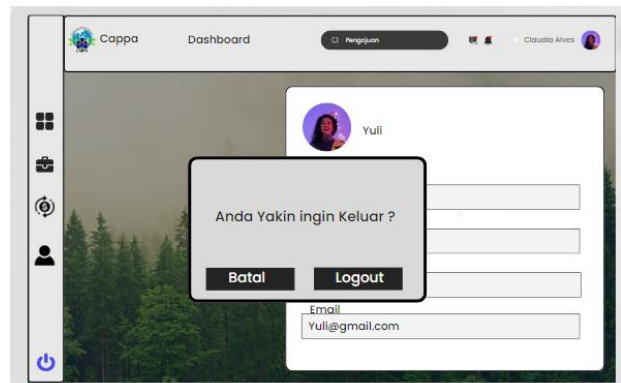 Cappa
Dashboard
Pengajuan
Claudia Alves
Yuli
Anda Yakin ingin Keluar ?
Batal
Logout
Email
Yuli@gmail.com